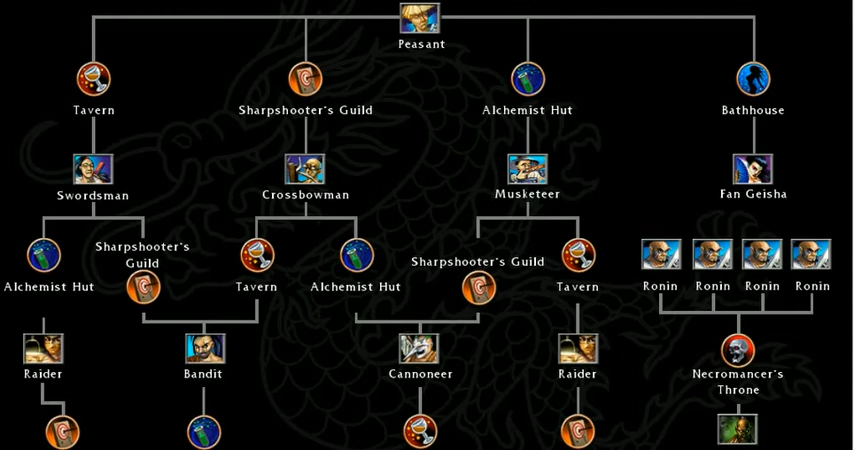 Peasant
Tavern
Sharpshooter's Guild
Alchemist Hut
Bathhouse
Swordsman
Crossbowman
Musketeer
Fan Geisha
Alchemist Hut
Sharpshooter's
Guild
Tavern
Alchemist Hut
Sharpshooter's Guild
Tavern
Ronin
Ronin
Ronin
Ronin
Raider
Bandit
Cannoneer
Raider
Necromancer's
Throne